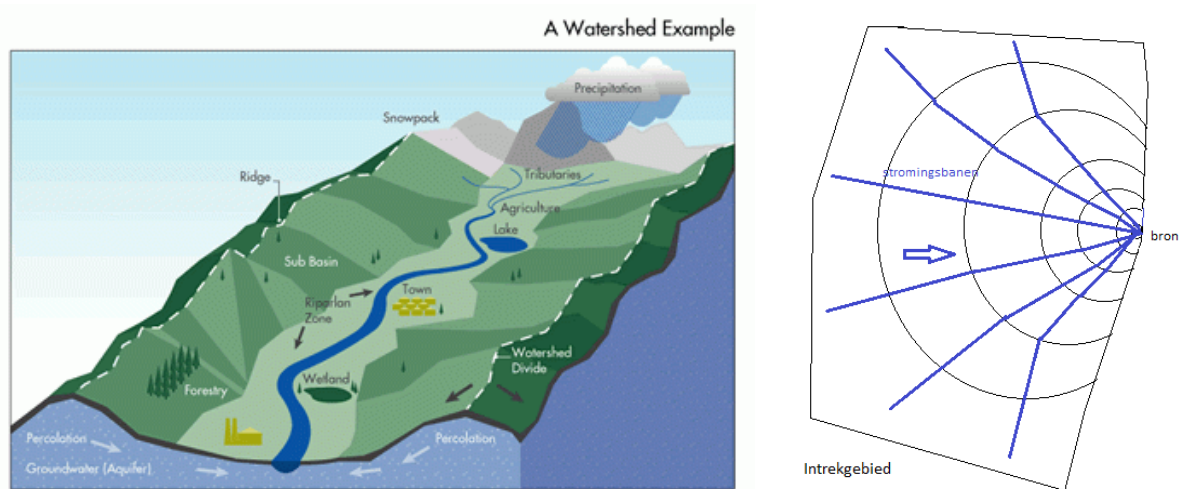 A Watershed Example
Precipitation
Snowpack
Ridge
Tributaries
Agriculture
Lake
Sub Basin
Riparian
Zone
Town
Watershed
Divide
Forestry
Wetland
Percolation
Percolation
Groundwater (Aquifer)
stromingsbanen
bron
Intrekgebied